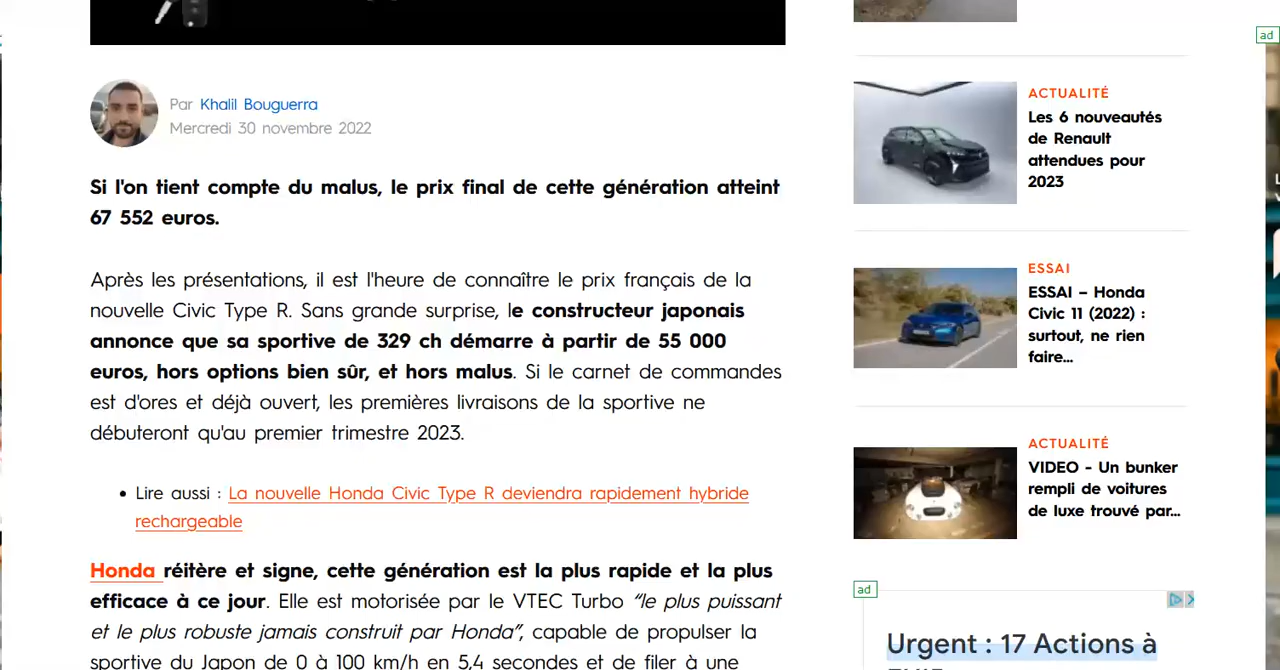 Par Khalil Bouguerra
Mercredi 30 novembre 2022
Si l'on tient compte du malus, le prix final de cette génération atteint
67 552 euros.
Après les présentations, il est l'heure de connaître le prix français de la
nouvelle Civic Type R. Sans grande surprise, le constructeur japonais
annonce que sa sportive de 329 ch démarre à partir de 55 000
euros, hors options bien sûr, et hors malus. Si le carnet de commandes
est d'ores et déjà ouvert, les premières livraisons de la sportive ne
débuteront qu'au premier trimestre 2023.
• Lire aussi : La nouvelle Honda Civic Type R deviendra rapidement hybride
rechargeable
Honda réitère et signe, cette génération est la plus rapide et la plus
efficace à ce jour. Elle est motorisée par le VTEC Turbo “le plus puissant
et le plus robuste jamais construit par Honda”, capable de propulser la
sportive du Japon de 0 à 100 km/h en 5,4 secondes et de filer à une
ad
ACTUALITÉ
Les 6 nouveautés
de Renault
attendues pour
2023
ESSAI
ESSAI – Honda
Civic 11 (2022) :
surtout, ne rien
faire...
ACTUALITÉ
VIDEO - Un bunker
rempli de voitures
de luxe trouvé par...
ad
Urgent : 17 Actions à